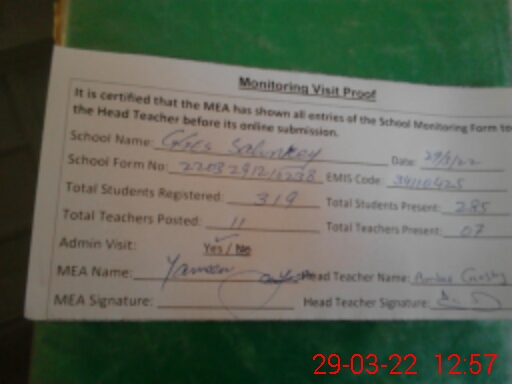 Monitoring Visit Proof
It is certified that the MEA has shown all entries of the School Monitoring Form to
the Head Teacher before its online submission.
School Name: Date: 29/3/22
School Form No: EMIS Code: 34110425
Total Students Registered: 319 Total Students Present: 285
Total Teachers Posted: 11 Total Teachers Present: 07
Admin Visit: Yes / No
MEA Name: Yameen Head Teacher Name:
MEA Signature: Head Teacher Signature:
29-03-22 12:57